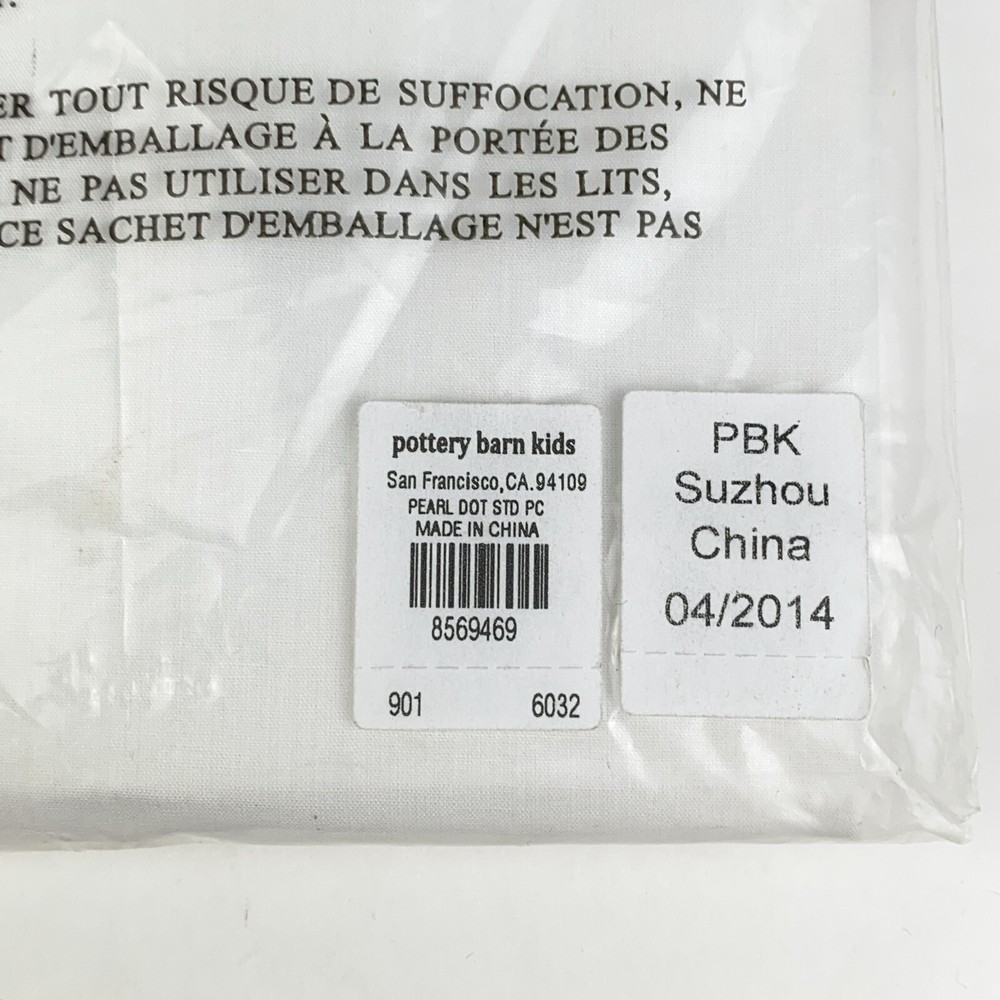 ER TOUT RISQUE DE SUFFOCATION, NE
T D'EMBALLAGE À LA PORTÉE DES
NE PAS UTILISER DANS LES LITS,
CE SACHET D'EMBALLAGE N'EST PAS
pottery barn kids
San Francisco,CA.94109
PEARL DOT STD PC
MADE IN CHINA
8569469
901 6032
PBK
Suzhou
China
04/2014